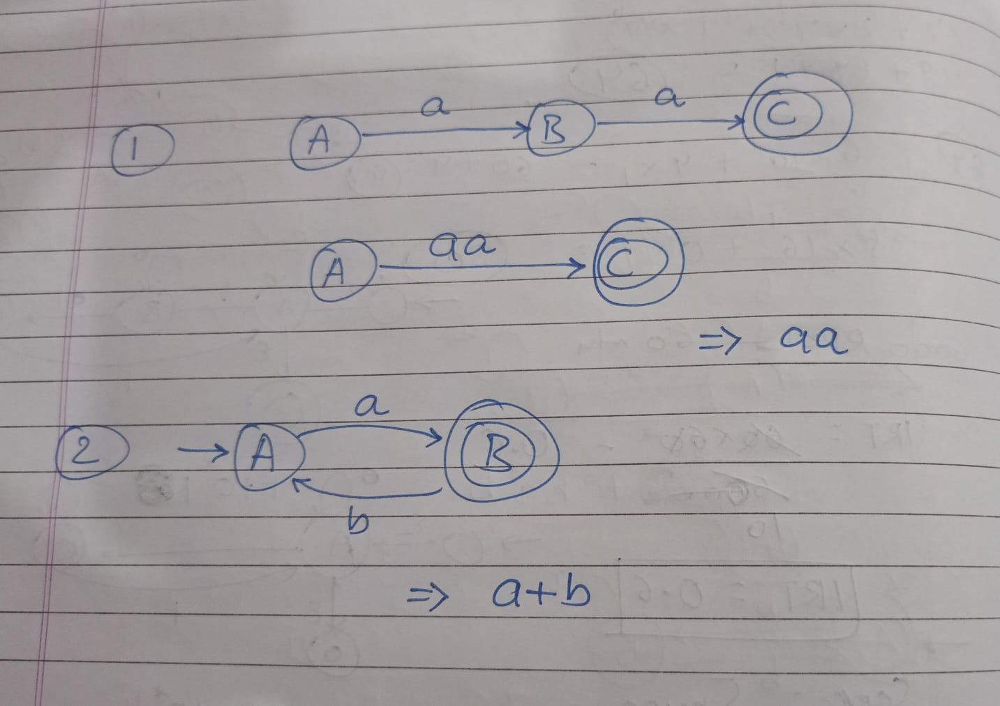 ① A a B a C
A aa C
⇒ aa
② → A a B
b
⇒ a+b